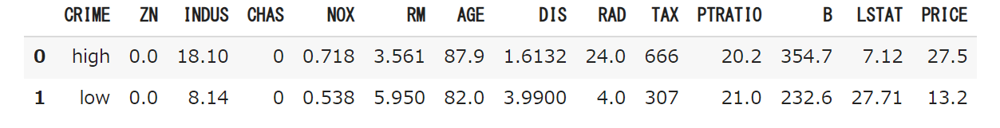 CRIME ZN INDUS CHAS NOX RM AGE DIS RAD TAX PTRATIO B LSTAT PRICE
0 high 0.0 18.10 0 0.718 3.561 87.9 1.6132 24.0 666 20.2 354.7 7.12 27.5
1 low 0.0 8.14 0 0.538 5.950 82.0 3.9900 4.0 307 21.0 232.6 27.71 13.2